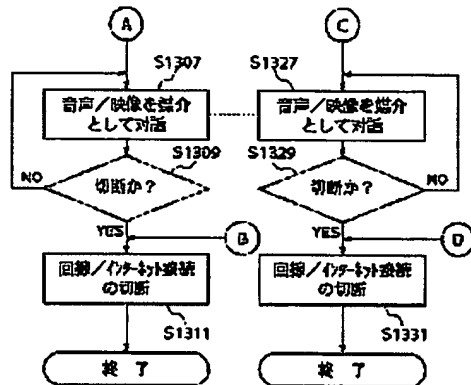 A
S1307
音声/映像を媒介
として対話
S1309
切断か?
NO
YES
B
回線/インターネット接続
の切断
S1311
終了
C
S1327
音声/映像を媒介
として対話
S1329
切断か?
NO
YES
D
回線/インターネット接続
の切断
S1331
終了